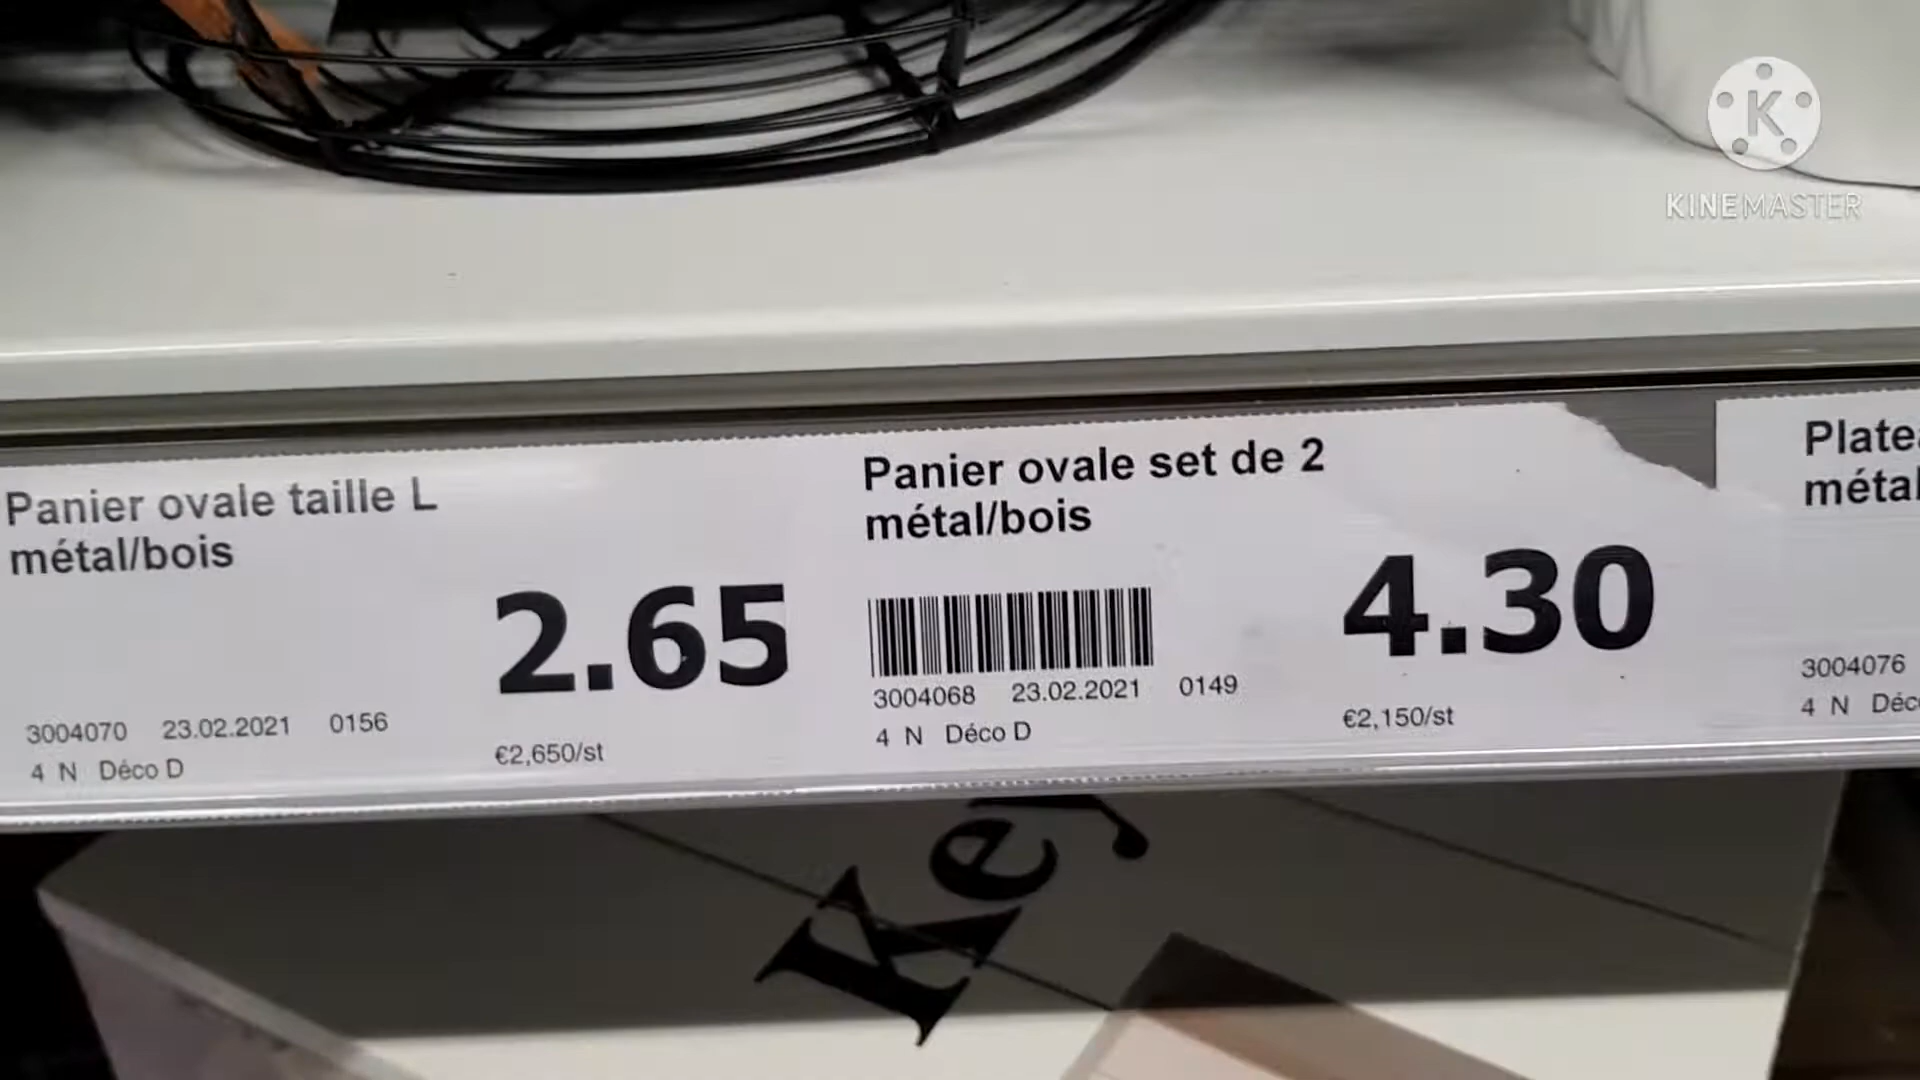 KINEMASTER
Panier ovale taille L
métal/bois
2.65
3004070 23.02.2021 0156
4 N Déco D
€2,650/st
Panier ovale set de 2
métal/bois
4.30
3004068 23.02.2021 0149
4 N Déco D
€2,150/st
métal
3004076
4 N
Key